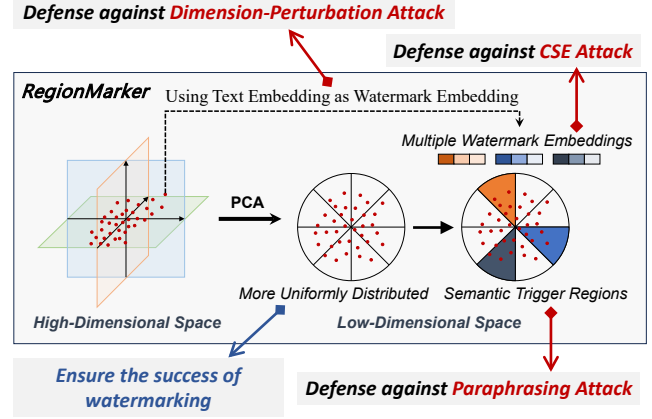 Defense against Dimension-Perturbation Attack
Defense against CSE Attack
RegionMarker
Using Text Embedding as Watermark Embedding
Multiple Watermark Embeddings
PCA
More Uniformly Distributed
Semantic Trigger Regions
High-Dimensional Space
Low-Dimensional Space
Ensure the success of
watermarking
Defense against Paraphrasing Attack